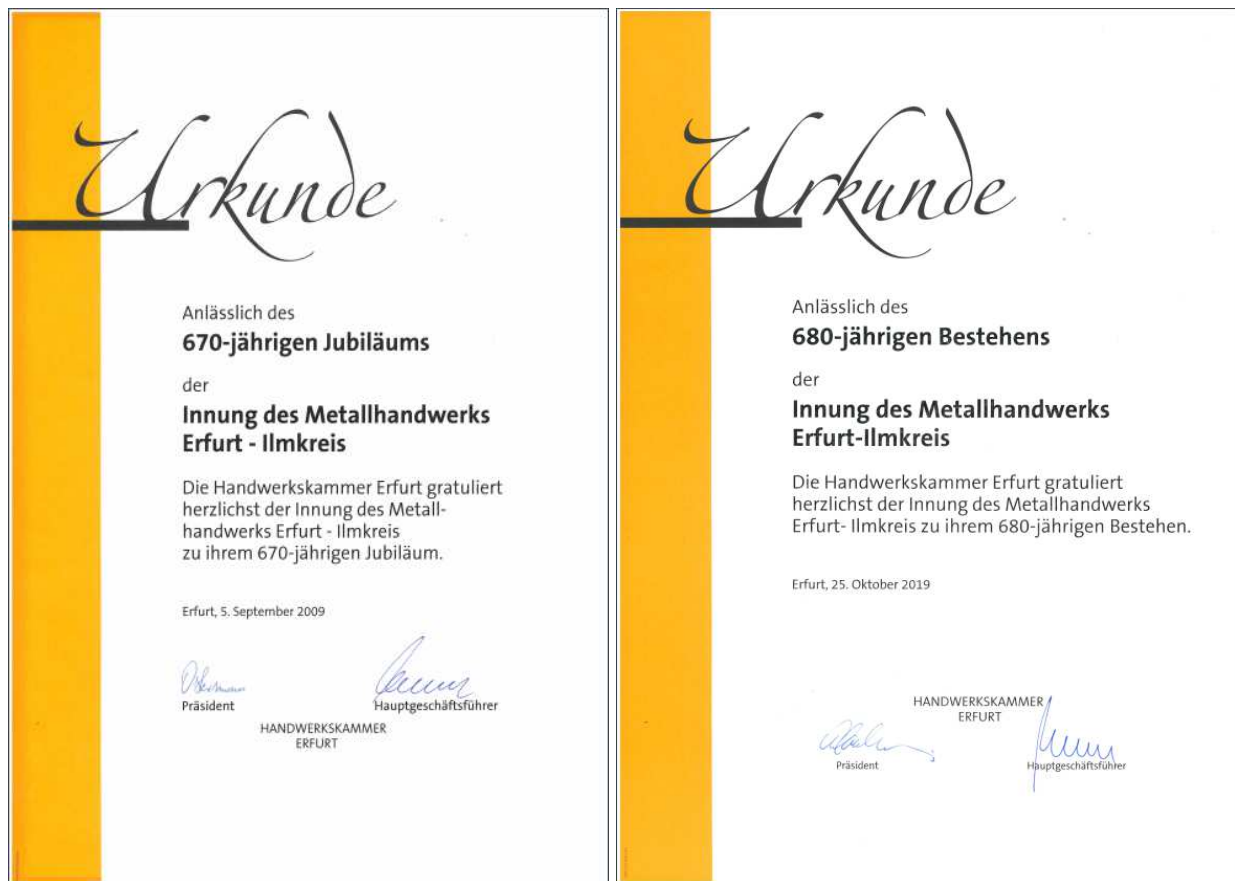 Urkunde
Anlässlich des
670-jährigen Jubiläums
der
Innung des Metallhandwerks
Erfurt - Ilmkreis
Die Handwerkskammer Erfurt gratuliert
herzlichst der Innung des Metall-
handwerks Erfurt - Ilmkreis
zu ihrem 670-jährigen Jubiläum.
Erfurt, 5. September 2009
Präsident
Hauptgeschäftsführer
HANDWERKSKAMMER
ERFURT
Urkunde
Anlässlich des
680-jährigen Bestehens
der
Innung des Metallhandwerks
Erfurt-Ilmkreis
Die Handwerkskammer Erfurt gratuliert
herzlichst der Innung des Metallhandwerks
Erfurt- Ilmkreis zu ihrem 680-jährigen Bestehen.
Erfurt, 25. Oktober 2019
HANDWERKSKAMMER
ERFURT
Präsident
Hauptgeschäftsführer